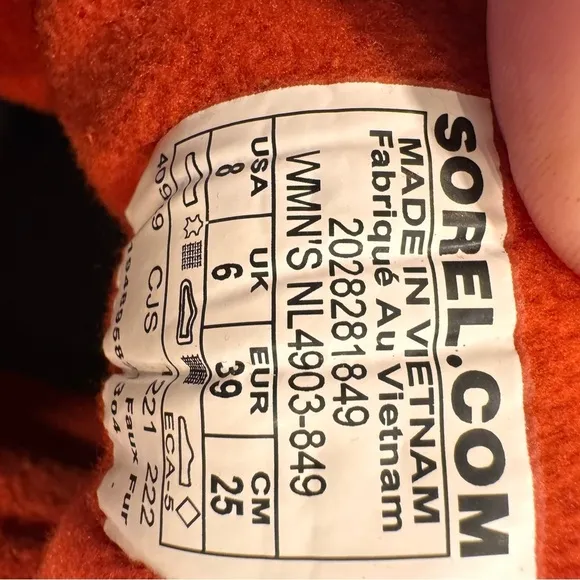 SOREL.COM
MADE IN VIETNAM
Fabriqué Au Vietnam
2028281849
WMN'S NL4903-849
USA UK EUR CM
8 6 39 25
ECA-5
CJS 1221 222
Faux Fur